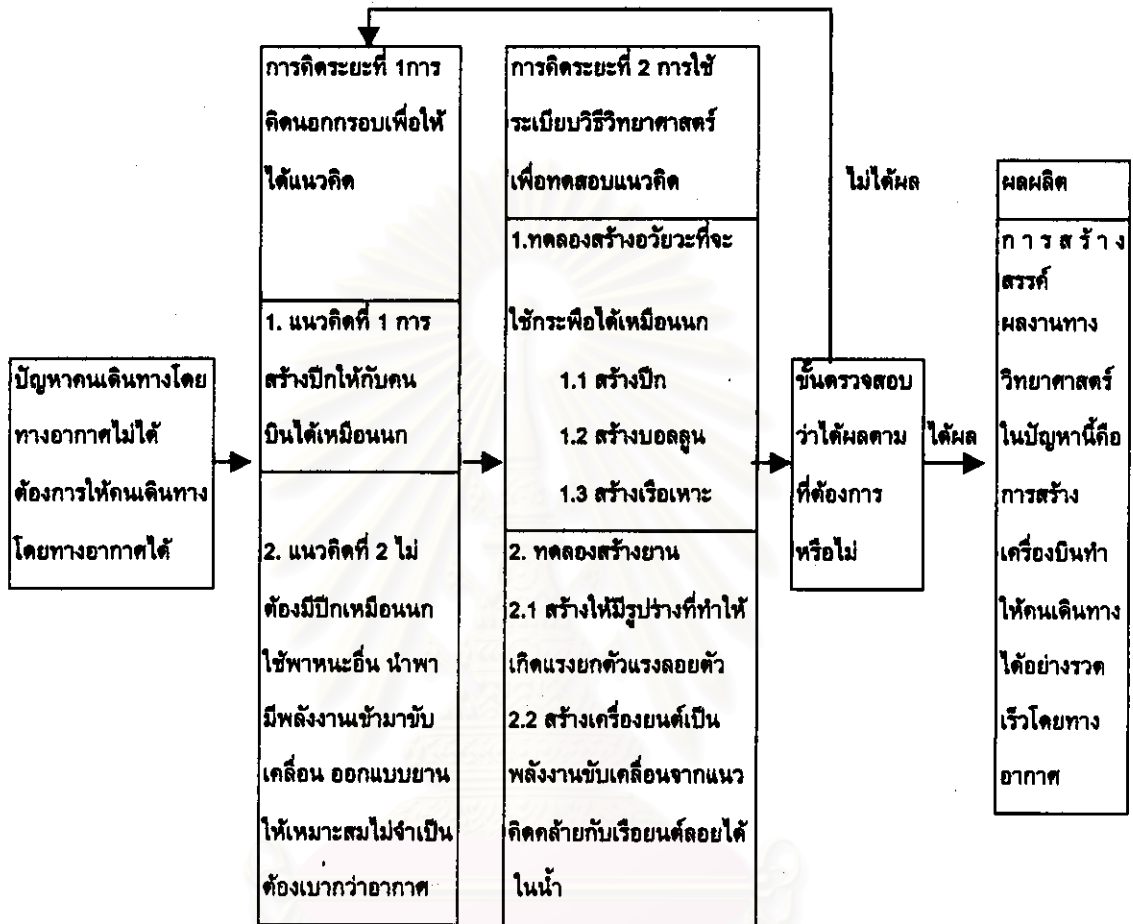 ปัญหาคนเดินทางโดย
ทางอากาศไม่ได้
ต้องการให้คนเดินทาง
โดยทางอากาศได้
การคิดระยะที่ 1การ
คิดนอกกรอบเพื่อให้
ได้แนวคิด
1. แนวคิดที่ 1 การ
สร้างปีกให้กับคน
บินได้เหมือนนก
2. แนวคิดที่ 2 ไม่
ต้องมีปีกเหมือนนก
ใช้พาหนะอื่น นำพา
มีพลังงานเข้ามาขับ
เคลื่อน ออกแบบยาน
ให้เหมาะสมไม่จำเป็น
ต้องเบากว่าอากาศ
การคิดระยะที่ 2 การใช้
ระเบียบวิธีวิทยาศาสตร์
เพื่อทดสอบแนวคิด
1.ทดลองสร้างอวัยวะที่จะ
ใช้กระพือได้เหมือนนก
1.1 สร้างปีก
1.2 สร้างบอลลูน
1.3 สร้างเรือเหาะ
2. ทดลองสร้างยาน
2.1 สร้างให้มีรูปร่างที่ทำให้
เกิดแรงยกตัวแรงลอยตัว
2.2 สร้างเครื่องยนต์เป็น
พลังงานขับเคลื่อนจากแนว
คิดคล้ายกับเรือยนต์ลอยได้
ในน้ำ
ขั้นตรวจสอบ
ว่าได้ผลตาม
ที่ต้องการ
หรือไม่
ไม่ได้ผล
ได้ผล
ผลผลิต
ก า ร ส ร้ า ง
สรรค์
ผลงานทาง
วิทยาศาสตร์
ในปัญหานี้คือ
การสร้าง
เครื่องบินทำ
ให้คนเดินทาง
ได้อย่างรวด
เร็วโดยทาง
อากาศ